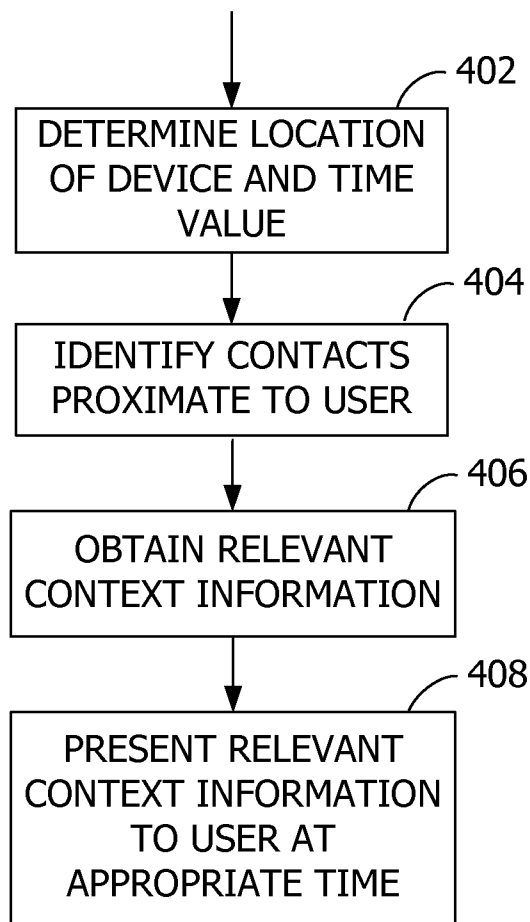 402
DETERMINE LOCATION
OF DEVICE AND TIME
VALUE
404
IDENTIFY CONTACTS
PROXIMATE TO USER
406
OBTAIN RELEVANT
CONTEXT INFORMATION
408
PRESENT RELEVANT
CONTEXT INFORMATION
TO USER AT
APPROPRIATE TIME